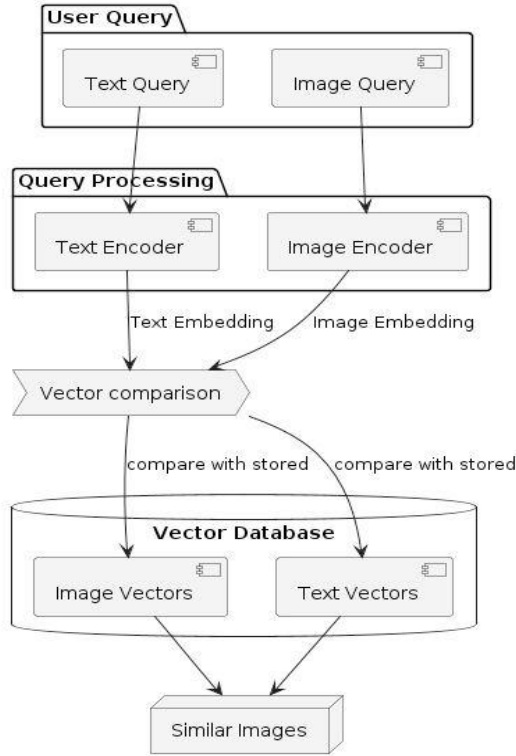 User Query
Text Query
Image Query
Query Processing
Text Encoder
Image Encoder
Text Embedding
Image Embedding
Vector comparison
compare with stored
compare with stored
Vector Database
Image Vectors
Text Vectors
Similar Images